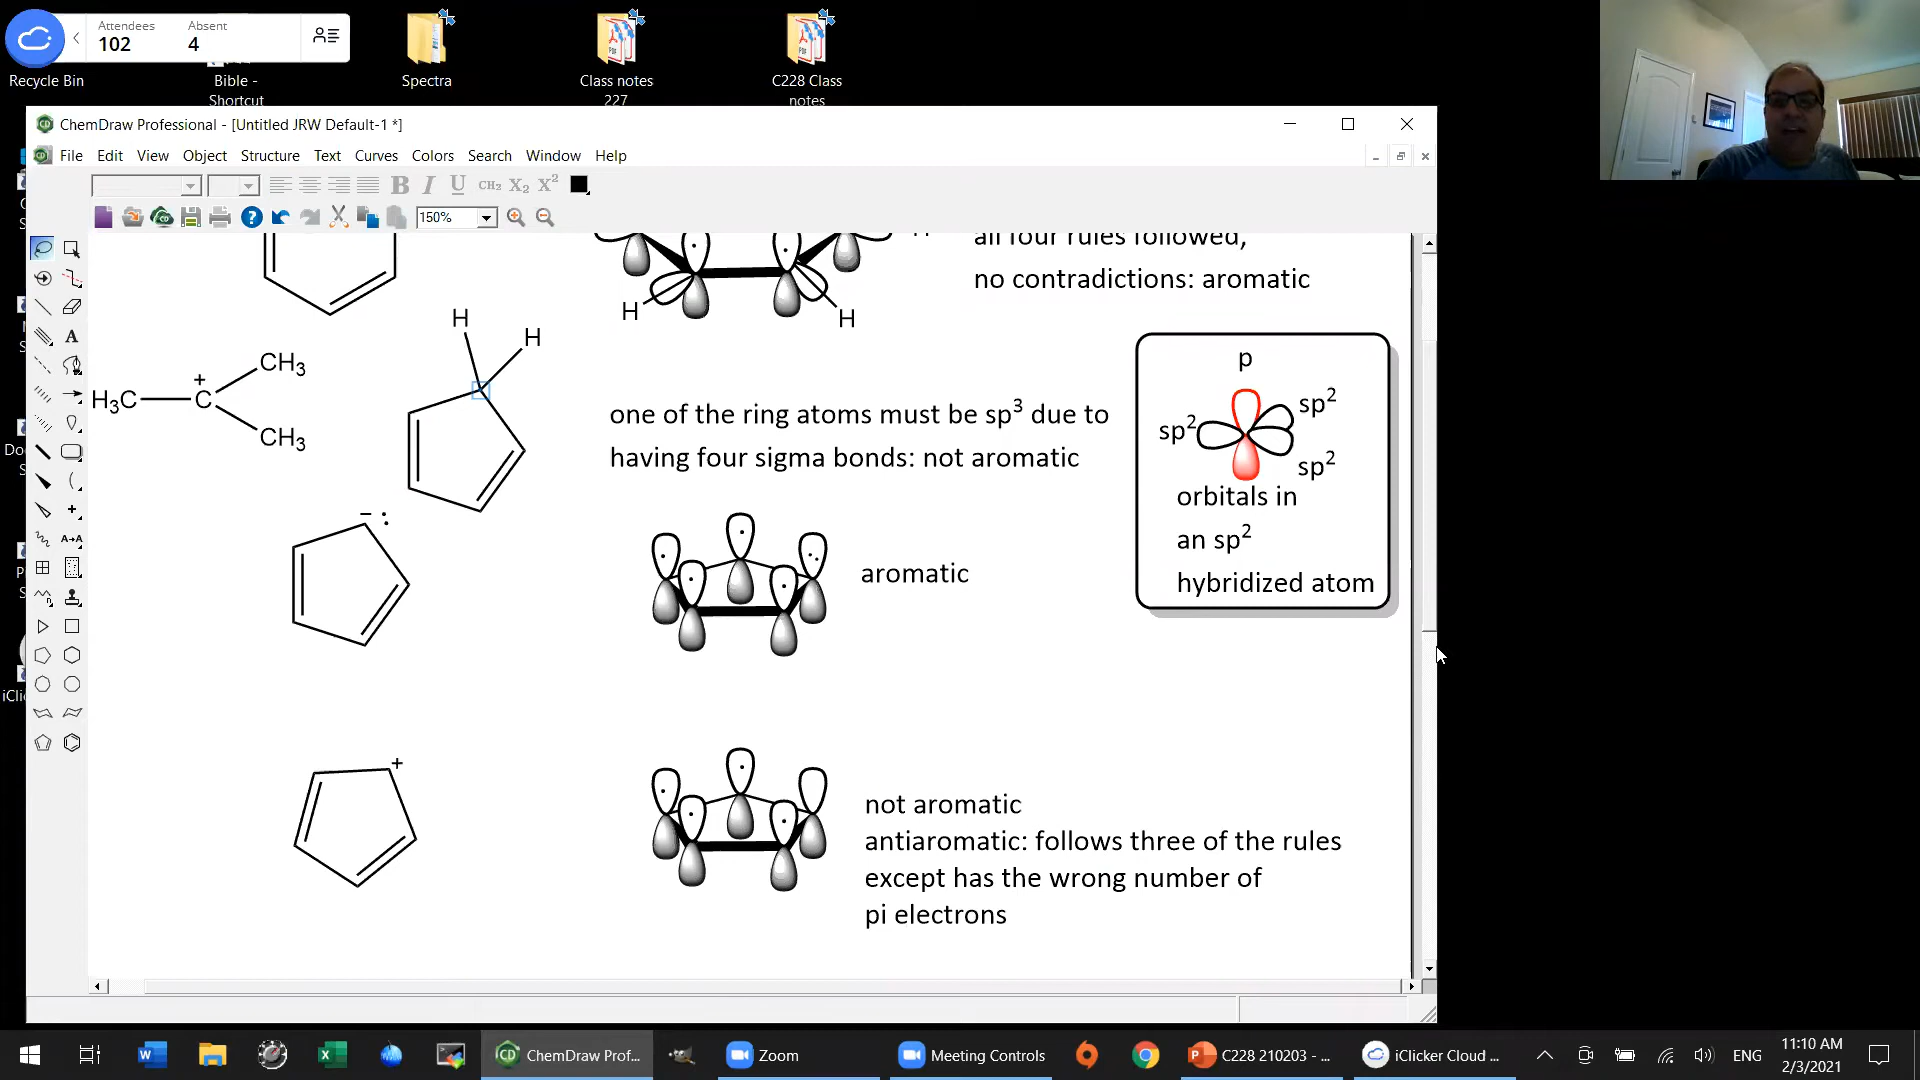 Attendees
102
Absent
4
Recycle Bin
Bible -
Shortcut
Spectra
Class notes
227
C228 Class
notes
ChemDraw Professional - [Untitled JRW Default-1 *]
File Edit View Object Structure Text Curves Colors Search Window Help
B I U CH₂ X₂ X²
150%
all four rules followed,
no contradictions: aromatic
H
H
H
H
H₃C
+
C
CH₃
CH₃
one of the ring atoms must be sp³ due to
having four sigma bonds: not aromatic
p
sp²
sp²
sp²
orbitals in
an sp²
hybridized atom
− :
aromatic
+
not aromatic
antiaromatic: follows three of the rules
except has the wrong number of
pi electrons
ChemDraw Prof...
Zoom
Meeting Controls
C228 210203 - ...
iClicker Cloud ...
ENG
11:10 AM
2/3/2021